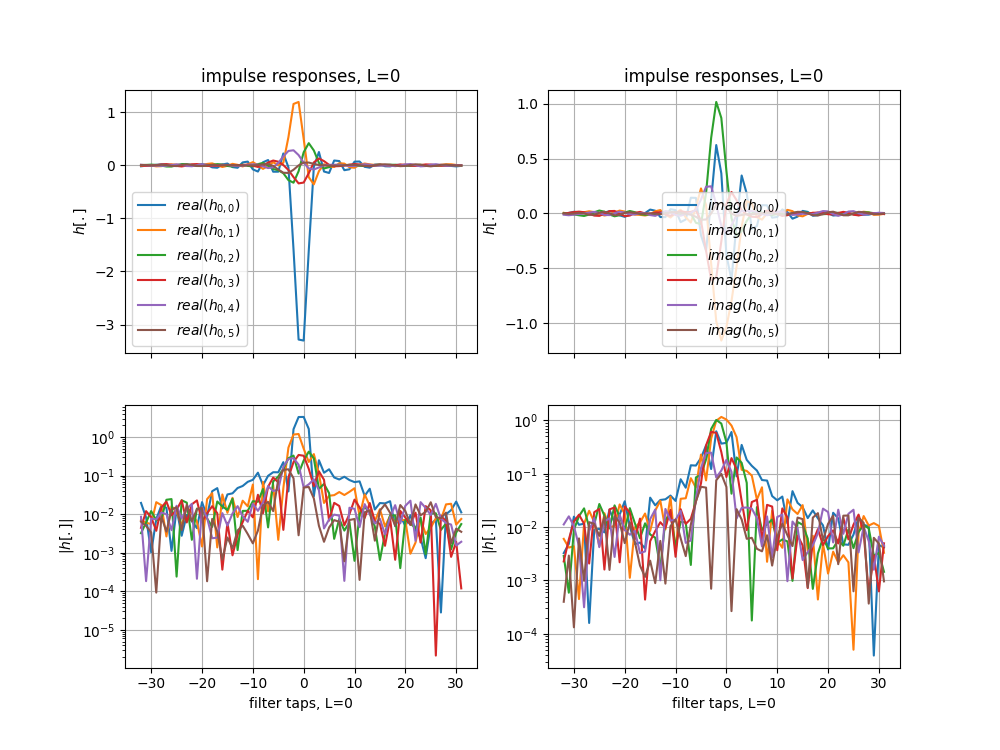 impulse responses, L=0
1
0
−1
−2
−3
h[.]
real(h0,0)
real(h0,1)
real(h0,2)
real(h0,3)
real(h0,4)
real(h0,5)
impulse responses, L=0
1.0
0.5
0.0
−0.5
−1.0
h[.]
imag(h0,0)
imag(h0,1)
imag(h0,2)
imag(h0,3)
imag(h0,4)
imag(h0,5)
10^0
10^−1
10^−2
10^−3
10^−4
10^−5
|h[.]|
−30 −20 −10 0 10 20 30
filter taps, L=0
10^0
10^−1
10^−2
10^−3
10^−4
|h[.]|
−30 −20 −10 0 10 20 30
filter taps, L=0